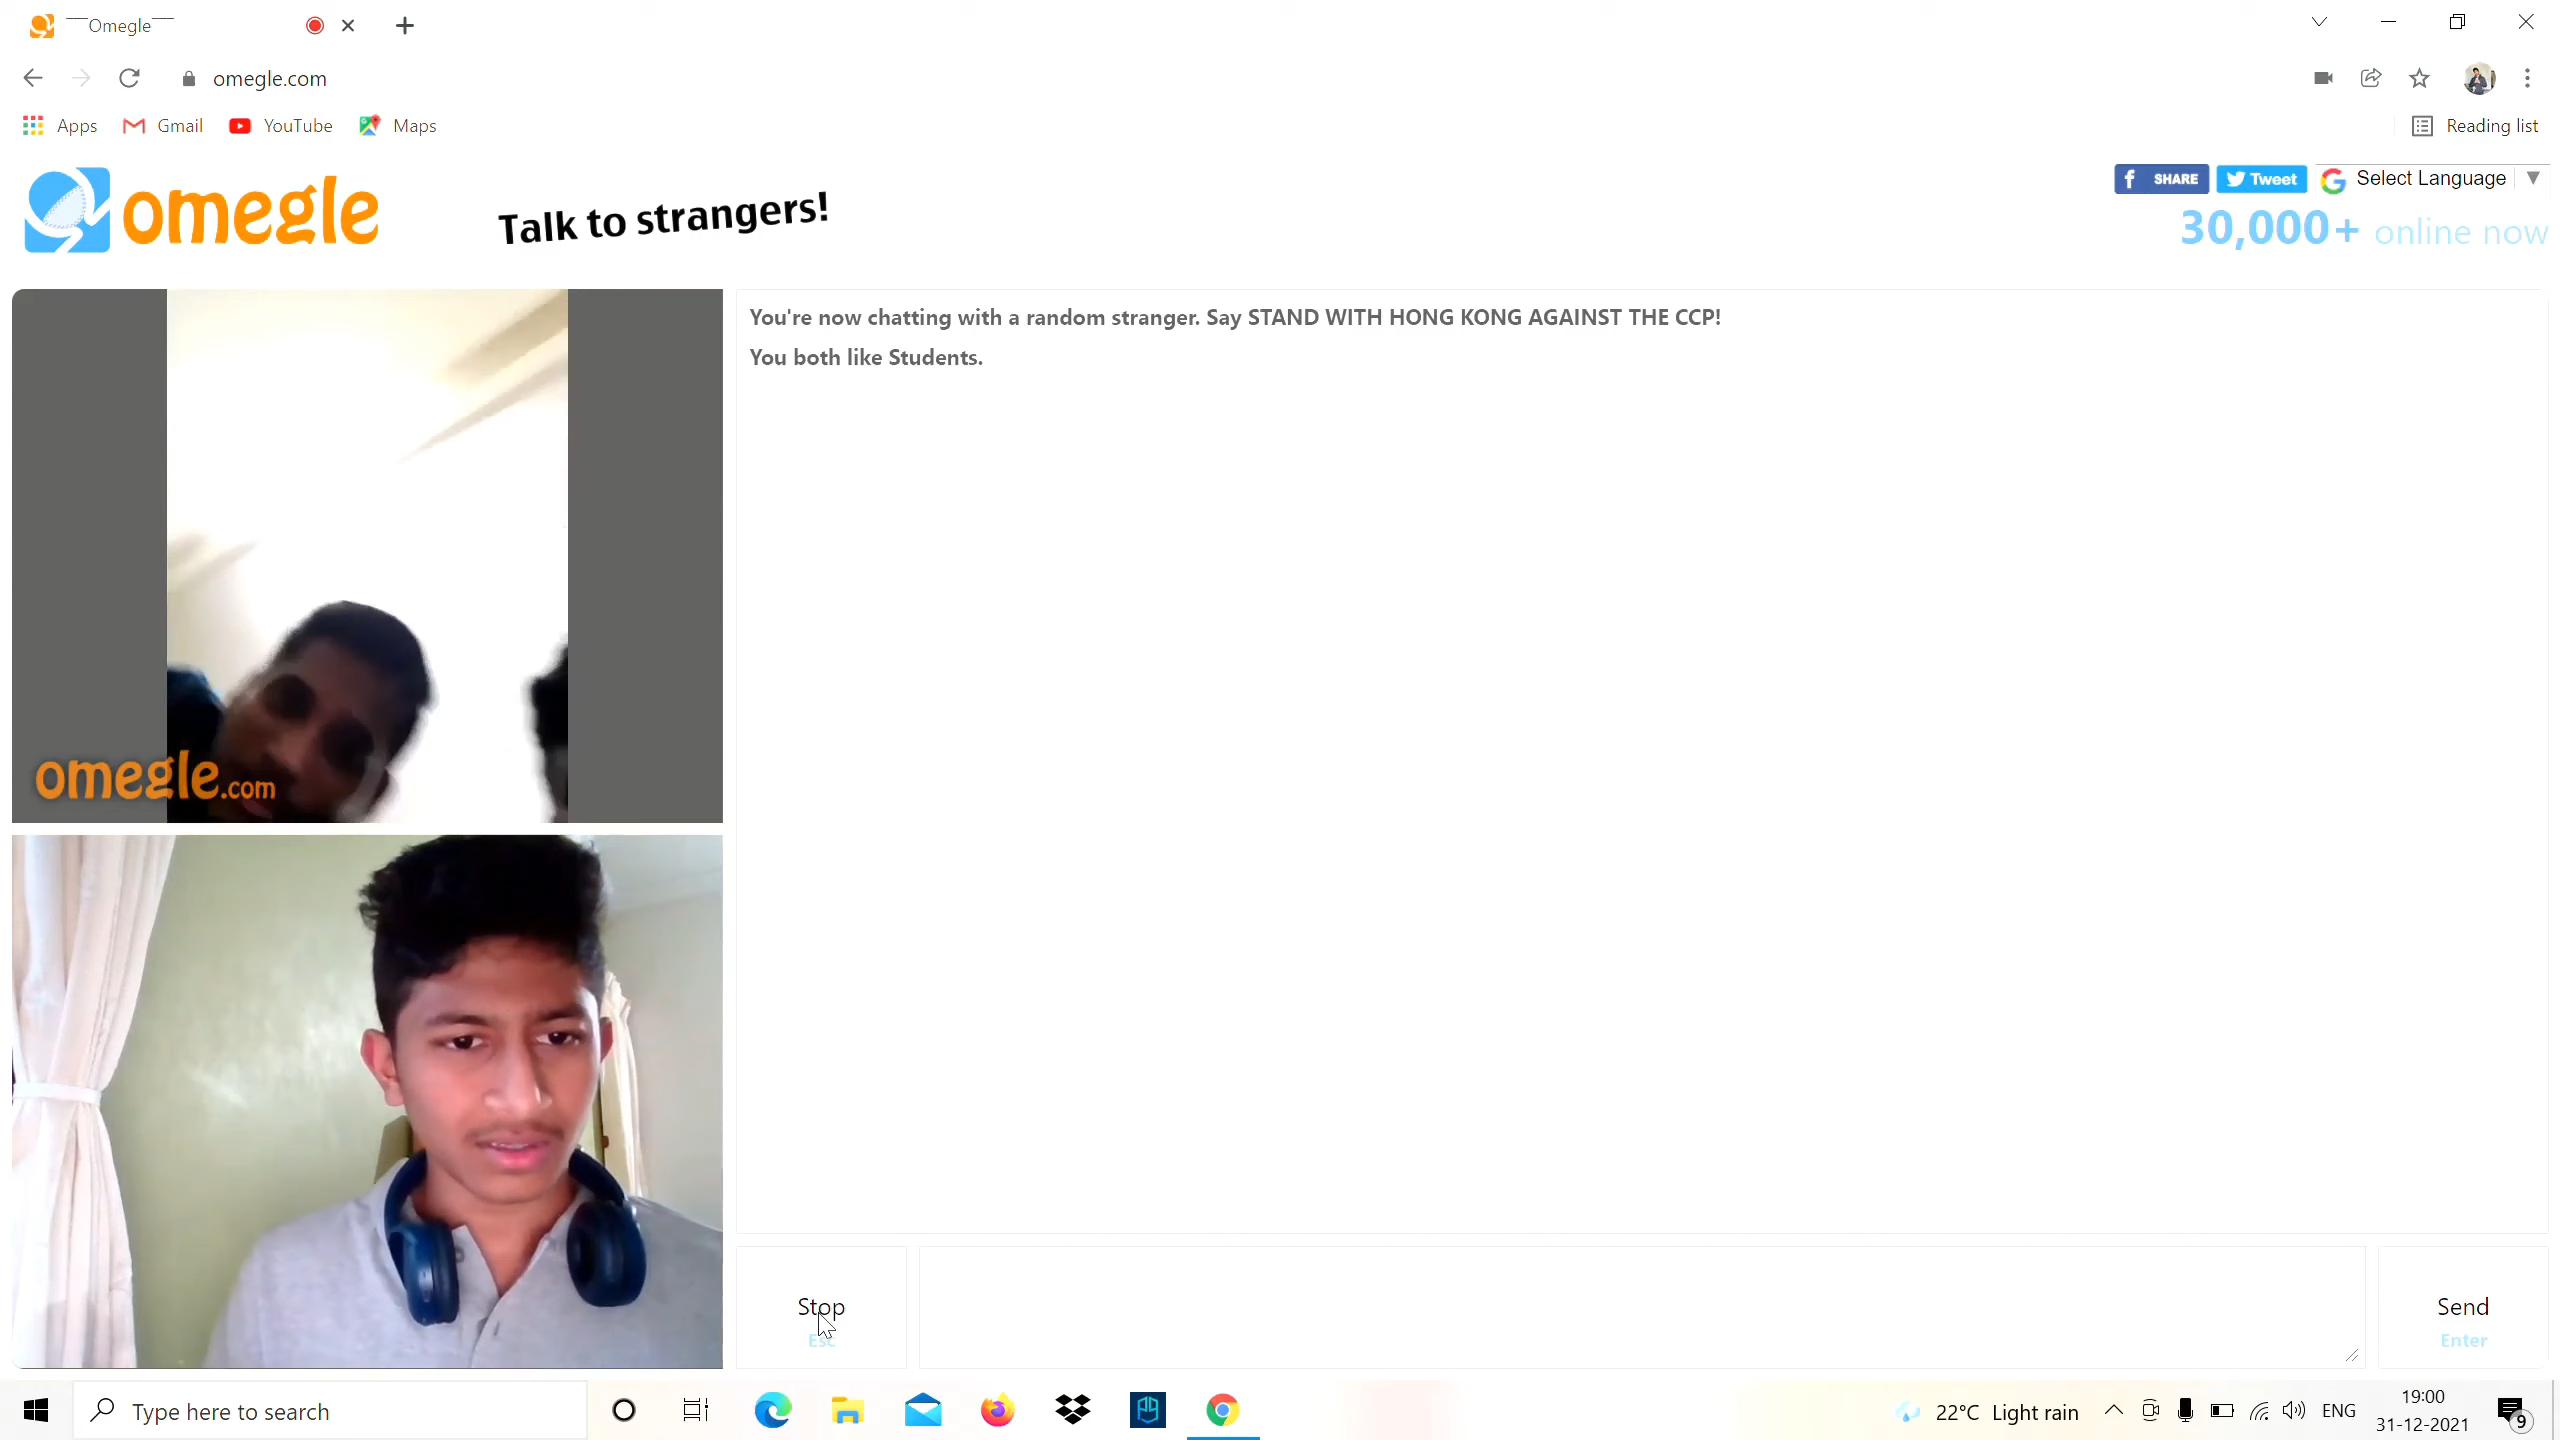 Omegle
omegle.com
Apps
Gmail
YouTube
Maps
Reading list
omegle
Talk to strangers!
f SHARE
Tweet
G Select Language
30,000+ online now
You're now chatting with a random stranger. Say STAND WITH HONG KONG AGAINST THE CCP!
You both like Students.
omegle.com
Stop
Esc
Send
Enter
Type here to search
22°C Light rain
ENG
19:00
31-12-2021
9